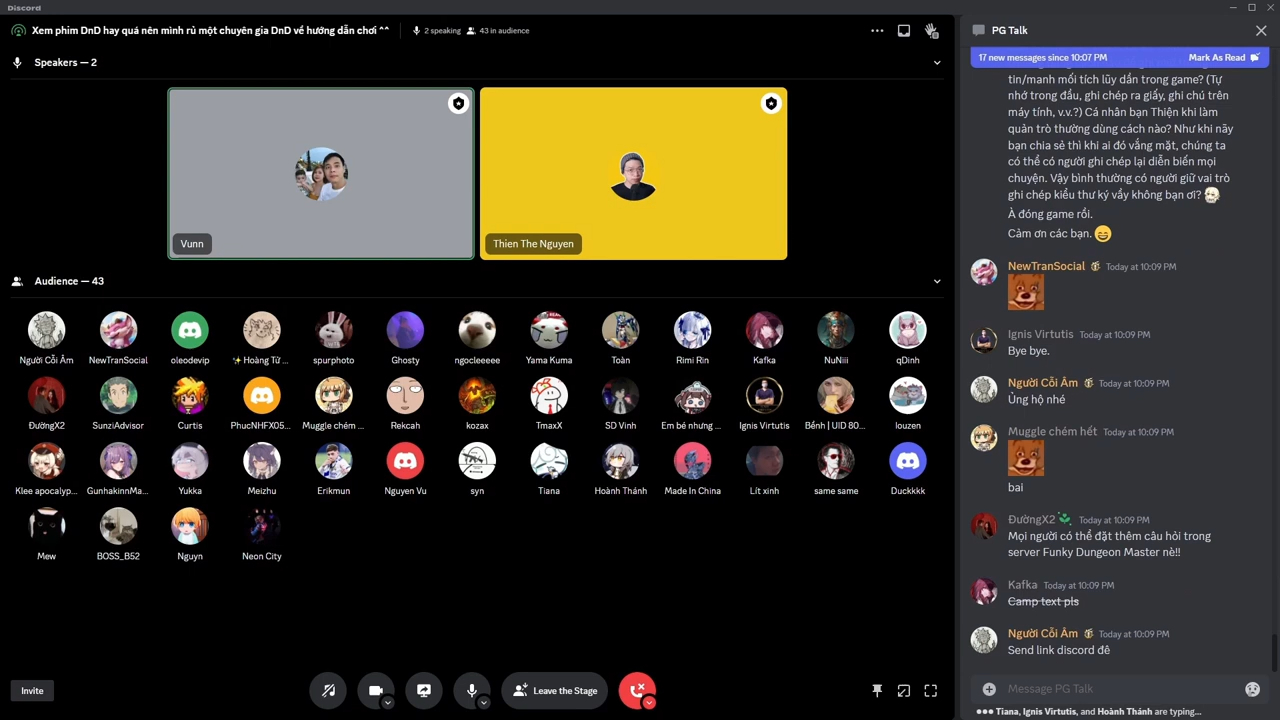 Discord
Xem phim DnD hay quá nên mình rủ một chuyên gia DnD về hướng dẫn chơi ^^
2 speaking
43 in audience
Speakers — 2
Vunn
Thien The Nguyen
Audience — 43
Người Cõi Âm
NewTranSocial
oleodevip
✨ Hoàng Tử ...
spurphoto
Ghosty
ngocleeeee
Yama Kuma
Toàn
Rimi Rin
Kafka
NuNiii
qDinh
ĐườngX2
SunziAdvisor
Curtis
PhucNHFX05...
Muggle chém ...
Rekcah
kozax
TmaxX
SD Vinh
Em bé nhưng ...
Ignis Virtutis
Bềnh | UID 80...
louzen
Klee apocalyp...
GunhakinnMa...
Yukka
Meizhu
Erikmun
Nguyen Vu
syn
Tiana
Hoành Thánh
Made In China
Lít xinh
same same
Duckkkk
Mew
BOSS_B52
Nguyn
Neon City
Invite
Leave the Stage
PG Talk
17 new messages since 10:07 PM
Mark As Read
tin/manh mối tích lũy dần trong game? (Tự
nhớ trong đầu, ghi chép ra giấy, ghi chú trên
máy tính, v.v.?) Cá nhân bạn Thiện khi làm
quản trò thường dùng cách nào? Như khi nãy
bạn chia sẻ thì khi ai đó vắng mặt, chúng ta
có thể có người ghi chép lại diễn biến mọi
chuyện. Vậy bình thường có người giữ vai trò
ghi chép kiểu thư ký vầy không bạn ơi?
À đóng game rồi.
Cảm ơn các bạn. 😄
NewTranSocial Today at 10:09 PM
Ignis Virtutis Today at 10:09 PM
Bye bye.
Người Cõi Âm Today at 10:09 PM
Ủng hộ nhé
Muggle chém hết Today at 10:09 PM
bai
ĐườngX2 Today at 10:09 PM
Mọi người có thể đặt thêm câu hỏi trong
server Funky Dungeon Master nè!!
Kafka Today at 10:09 PM
Camp text pls
Người Cõi Âm Today at 10:09 PM
Send link discord đê
Message PG Talk
Tiana, Ignis Virtutis, and Hoành Thánh are typing...